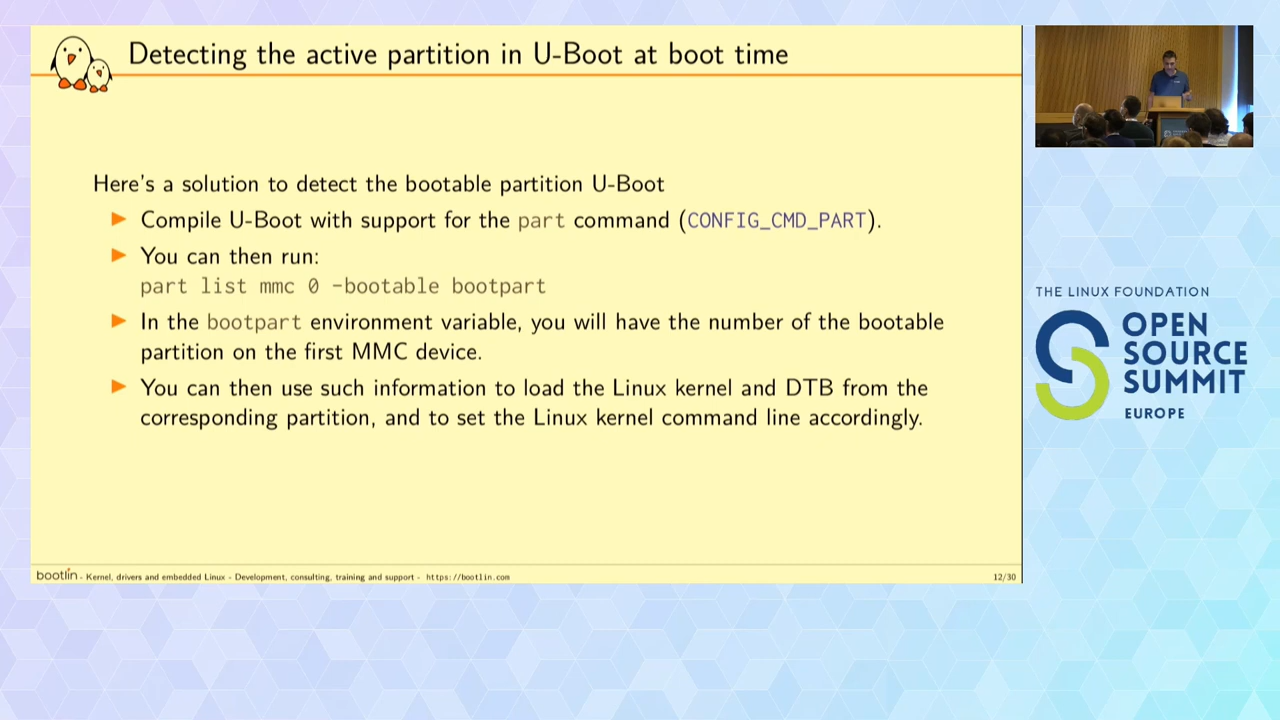 Detecting the active partition in U-Boot at boot time
Here's a solution to detect the bootable partition U-Boot
Compile U-Boot with support for the part command (CONFIG_CMD_PART).
You can then run:
part list mmc 0 -bootable bootpart
In the bootpart environment variable, you will have the number of the bootable
partition on the first MMC device.
You can then use such information to load the Linux kernel and DTB from the
corresponding partition, and to set the Linux kernel command line accordingly.
bootlin - Kernel, drivers and embedded Linux - Development, consulting, training and support - https://bootlin.com
12/30
THE LINUX FOUNDATION
OPEN
SOURCE
SUMMIT
EUROPE